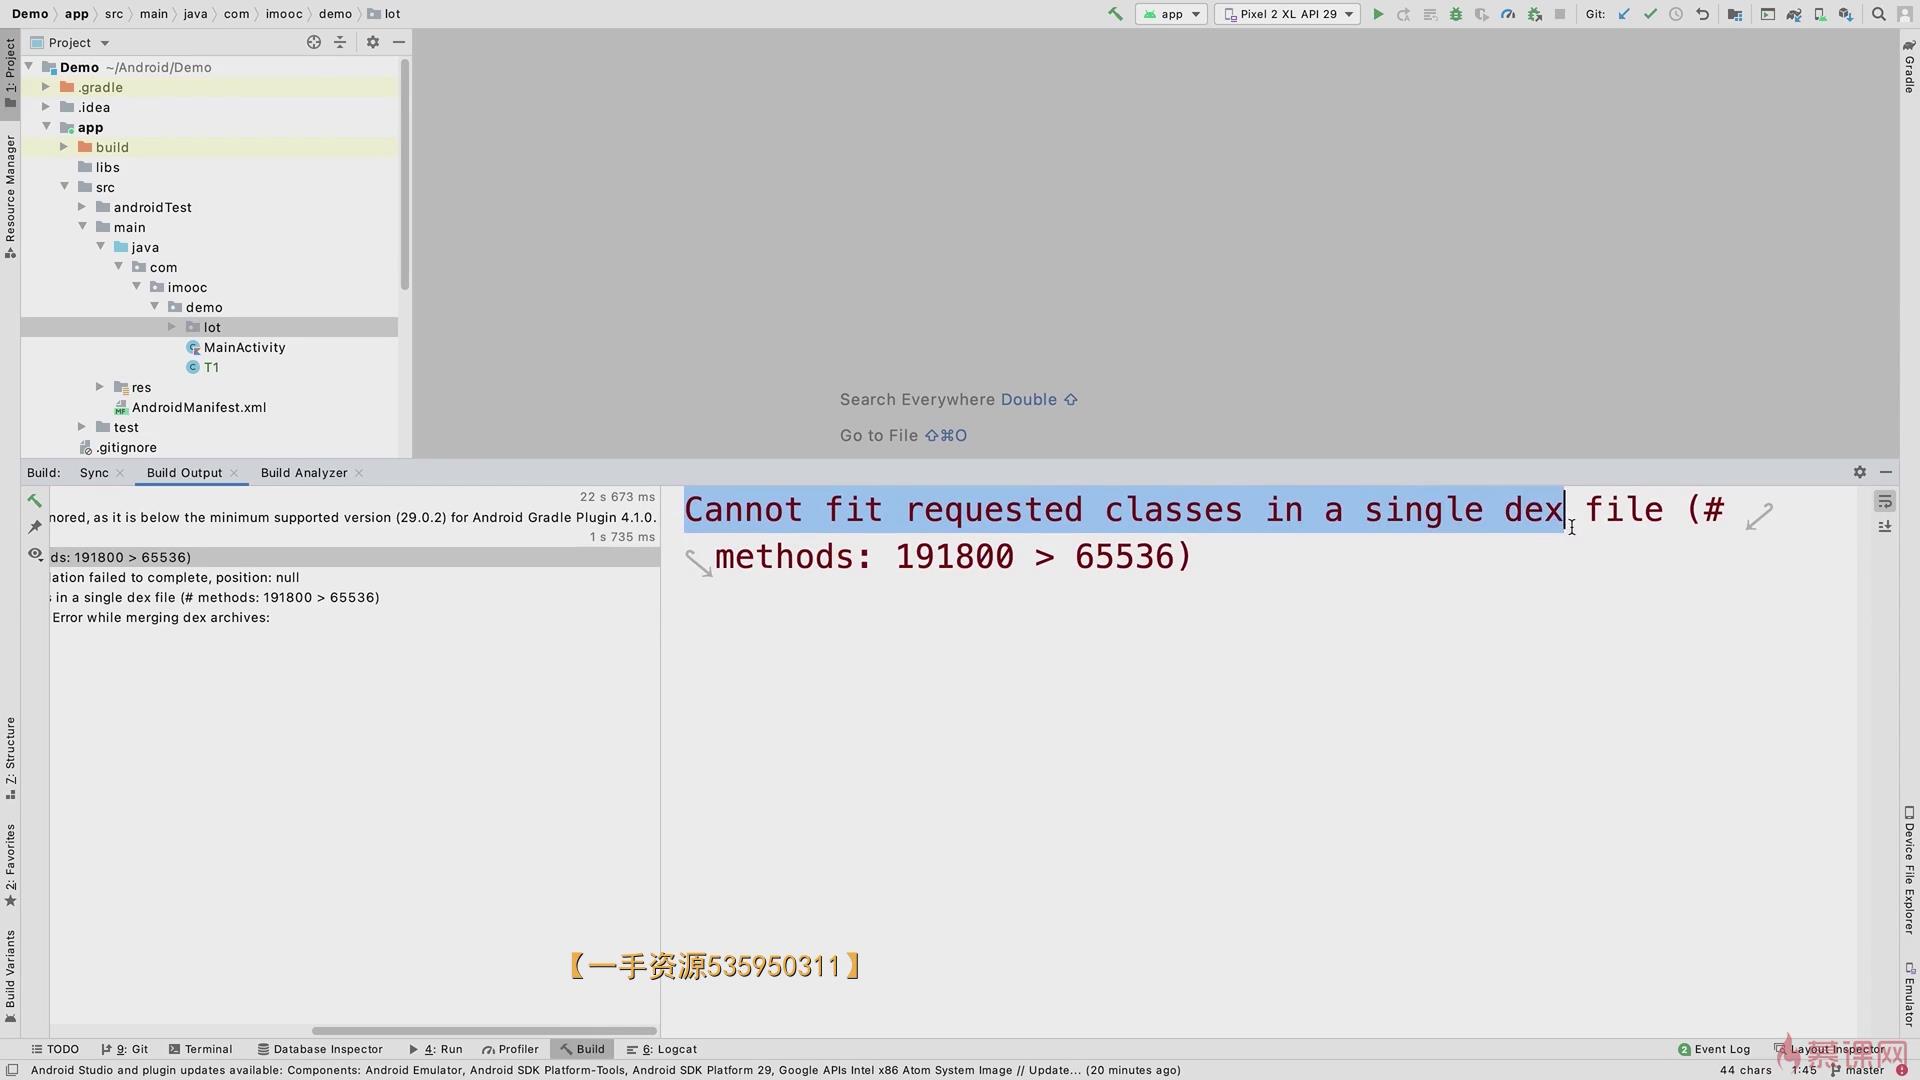 Demo app src main java com imooc demo lot
app Pixel 2 XL API 29 Git:
Project
Demo ~/Android/Demo
.gradle
.idea
app
build
libs
src
androidTest
main
java
com
imooc
demo
lot
MainActivity
T1
res
AndroidManifest.xml
test
.gitignore
1: Project
Resource Manager
Z: Structure
2: Favorites
Build Variants
Gradle
Device File Explorer
Emulator
Search Everywhere Double ⇧
Go to File ⇧⌘O
Build: Sync Build Output Build Analyzer
22 s 673 ms
nored, as it is below the minimum supported version (29.0.2) for Android Gradle Plugin 4.1.0.
1 s 735 ms
ds: 191800 > 65536)
ation failed to complete, position: null
in a single dex file (# methods: 191800 > 65536)
Error while merging dex archives:
Cannot fit requested classes in a single dex file (#
methods: 191800 > 65536)
【一手资源535950311】
TODO 9: Git Terminal Database Inspector 4: Run Profiler Build 6: Logcat 2 Event Log Layout Inspector
慕课网
Android Studio and plugin updates available: Components: Android Emulator, Android SDK Platform-Tools, Android SDK Platform 29, Google APIs Intel x86 Atom System Image // Update... (20 minutes ago) 44 chars 1:45 master